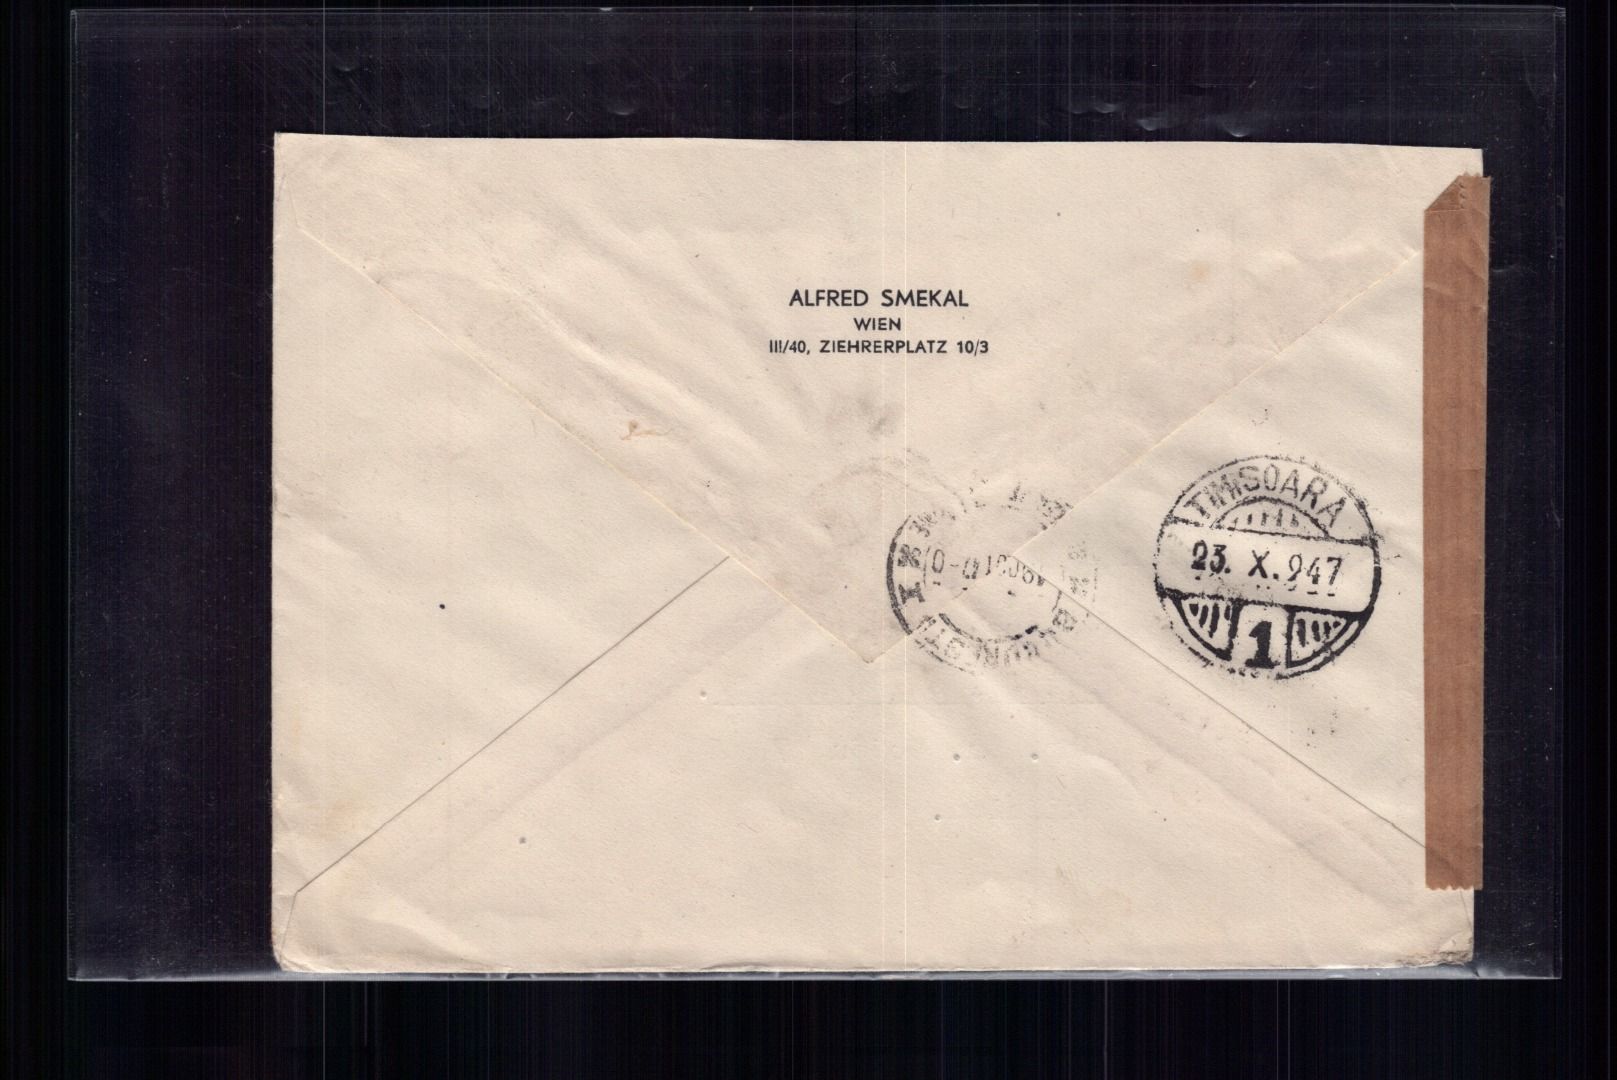 ALFRED SMEKAL
WIEN
III/40, ZIEHRERPLATZ 10/3
TIMISOARA
23. X. 947
1